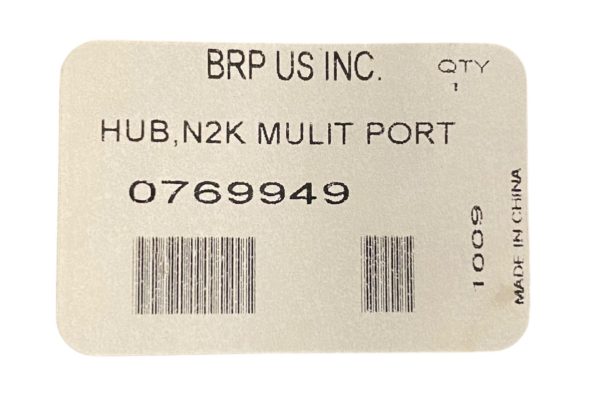 BRP US INC.
QTY
1
HUB,N2K MULIT PORT
0769949
1009
MADE IN CHINA